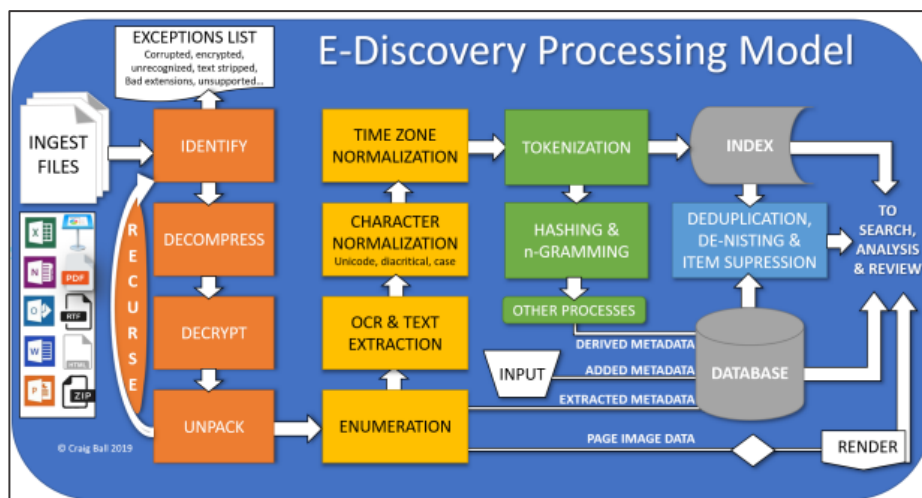 E-Discovery Processing Model
EXCEPTIONS LIST
Corrupted, encrypted,
unrecognized, text stripped,
Bad extensions, unsupported...
INGEST
FILES
IDENTIFY
DECOMPRESS
DECRYPT
UNPACK
RECURSE
X
N
PDF
O
RTF
W
HTML
P
ZIP
© Craig Ball 2019
TIME ZONE
NORMALIZATION
CHARACTER
NORMALIZATION
Unicode, diacritical, case
OCR & TEXT
EXTRACTION
ENUMERATION
TOKENIZATION
HASHING &
n-GRAMMING
OTHER PROCESSES
INPUT
DERIVED METADATA
ADDED METADATA
EXTRACTED METADATA
PAGE IMAGE DATA
INDEX
DEDUPLICATION,
DE-NISTING &
ITEM SUPRESSION
DATABASE
RENDER
TO
SEARCH,
ANALYSIS
& REVIEW